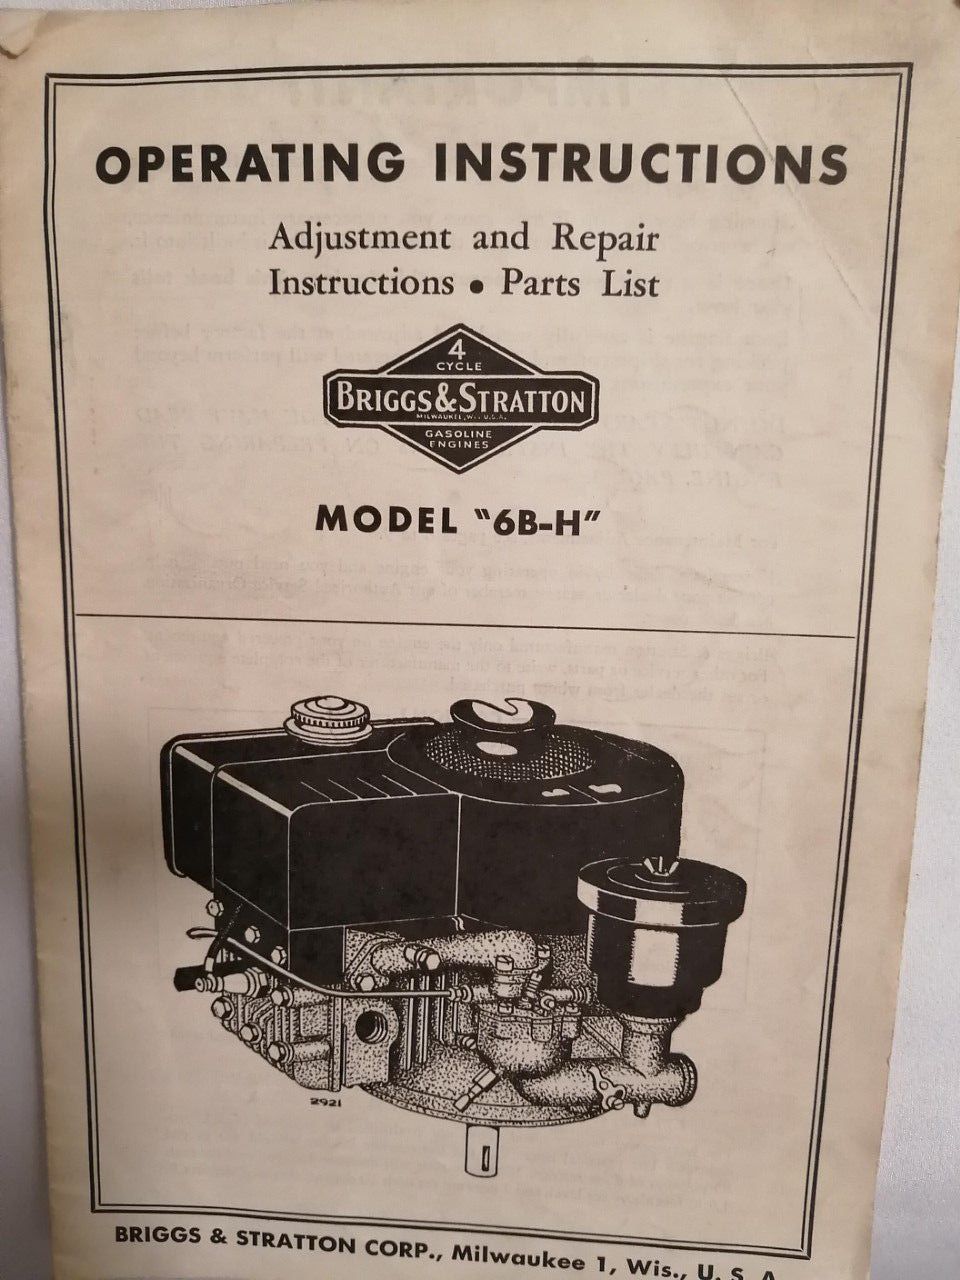 OPERATING INSTRUCTIONS
Adjustment and Repair
Instructions • Parts List
4
CYCLE
BRIGGS & STRATTON
MILWAUKEE, WIS. U.S.A.
GASOLINE
ENGINES
MODEL "6B-H"
2921
BRIGGS & STRATTON CORP., Milwaukee 1, Wis., U. S. A.